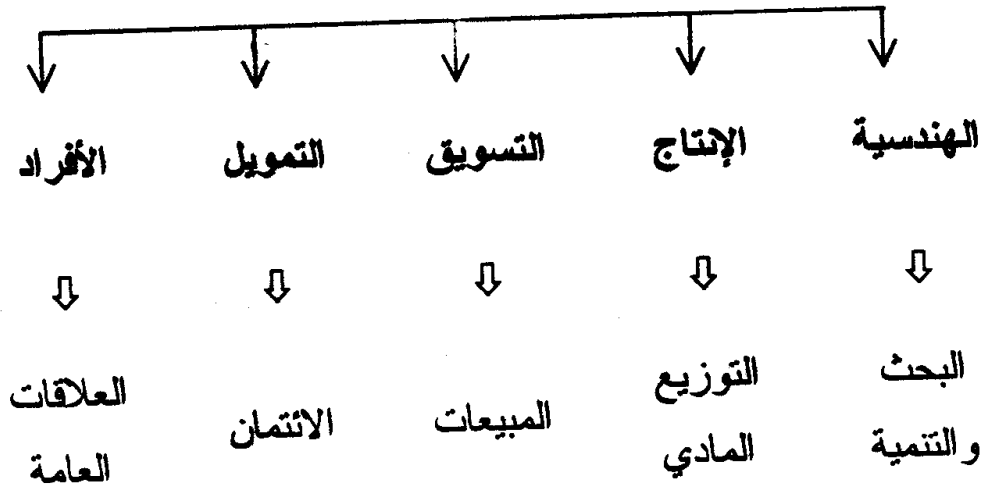 الهندسية الإنتاج التسويق التمويل الأفراد
البحث والتنمية
التوزيع المادي
المبيعات
الائتمان
العلاقات العامة